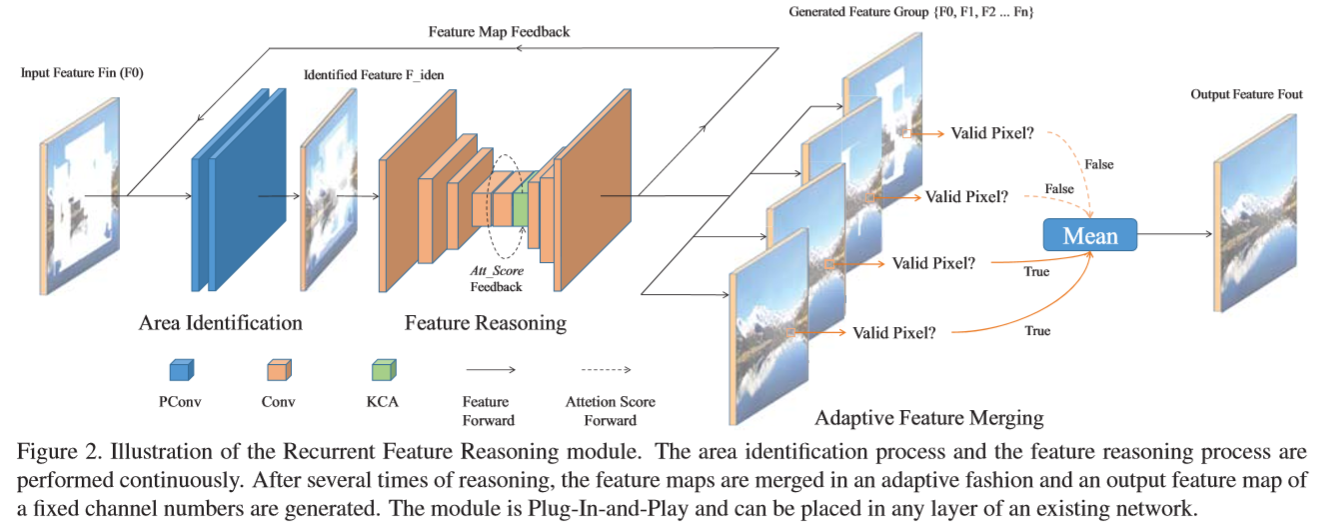 Generated Feature Group {F0, F1, F2 ... Fn}
Feature Map Feedback
Input Feature Fin (F0)
Identified Feature F_iden
Output Feature Fout
Valid Pixel?
False
Valid Pixel?
False
Mean
Valid Pixel?
True
Att_Score
Feedback
Valid Pixel?
True
Area Identification
Feature Reasoning
PConv
Conv
KCA
Feature
Forward
Attetion Score
Forward
Adaptive Feature Merging
Figure 2. Illustration of the Recurrent Feature Reasoning module. The area identification process and the feature reasoning process are
performed continuously. After several times of reasoning, the feature maps are merged in an adaptive fashion and an output feature map of
a fixed channel numbers are generated. The module is Plug-In-and-Play and can be placed in any layer of an existing network.